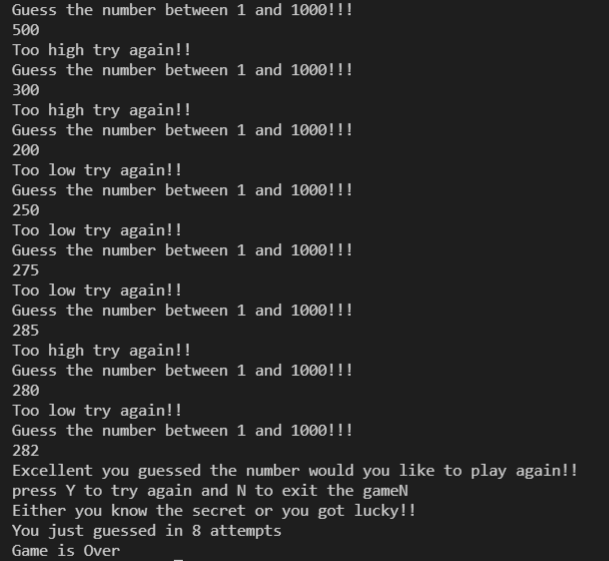 Guess the number between 1 and 1000!!!
500
Too high try again!!
Guess the number between 1 and 1000!!!
300
Too high try again!!
Guess the number between 1 and 1000!!!
200
Too low try again!!
Guess the number between 1 and 1000!!!
250
Too low try again!!
Guess the number between 1 and 1000!!!
275
Too low try again!!
Guess the number between 1 and 1000!!!
285
Too high try again!!
Guess the number between 1 and 1000!!!
280
Too low try again!!
Guess the number between 1 and 1000!!!
282
Excellent you guessed the number would you like to play again!!
press Y to try again and N to exit the gameN
Either you know the secret or you got lucky!!
You just guessed in 8 attempts
Game is Over